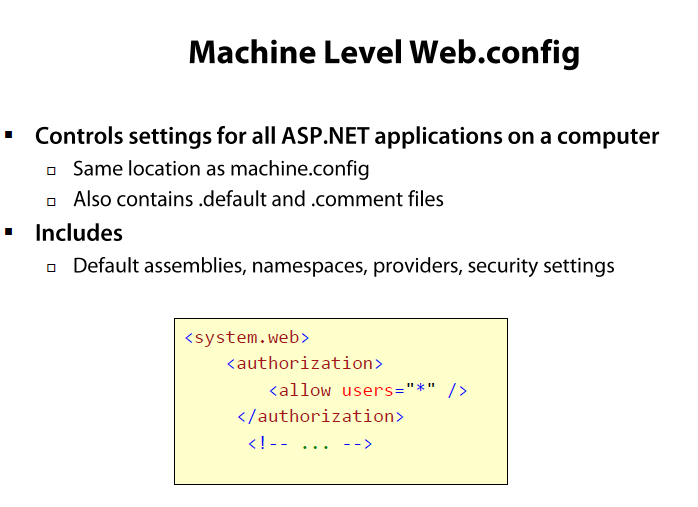 Machine Level Web.config
Controls settings for all ASP.NET applications on a computer
Same location as machine.config
Also contains .default and .comment files
Includes
Default assemblies, namespaces, providers, security settings
<system.web>
<authorization>
<allow users="*" />
</authorization>
<!-- ... -->